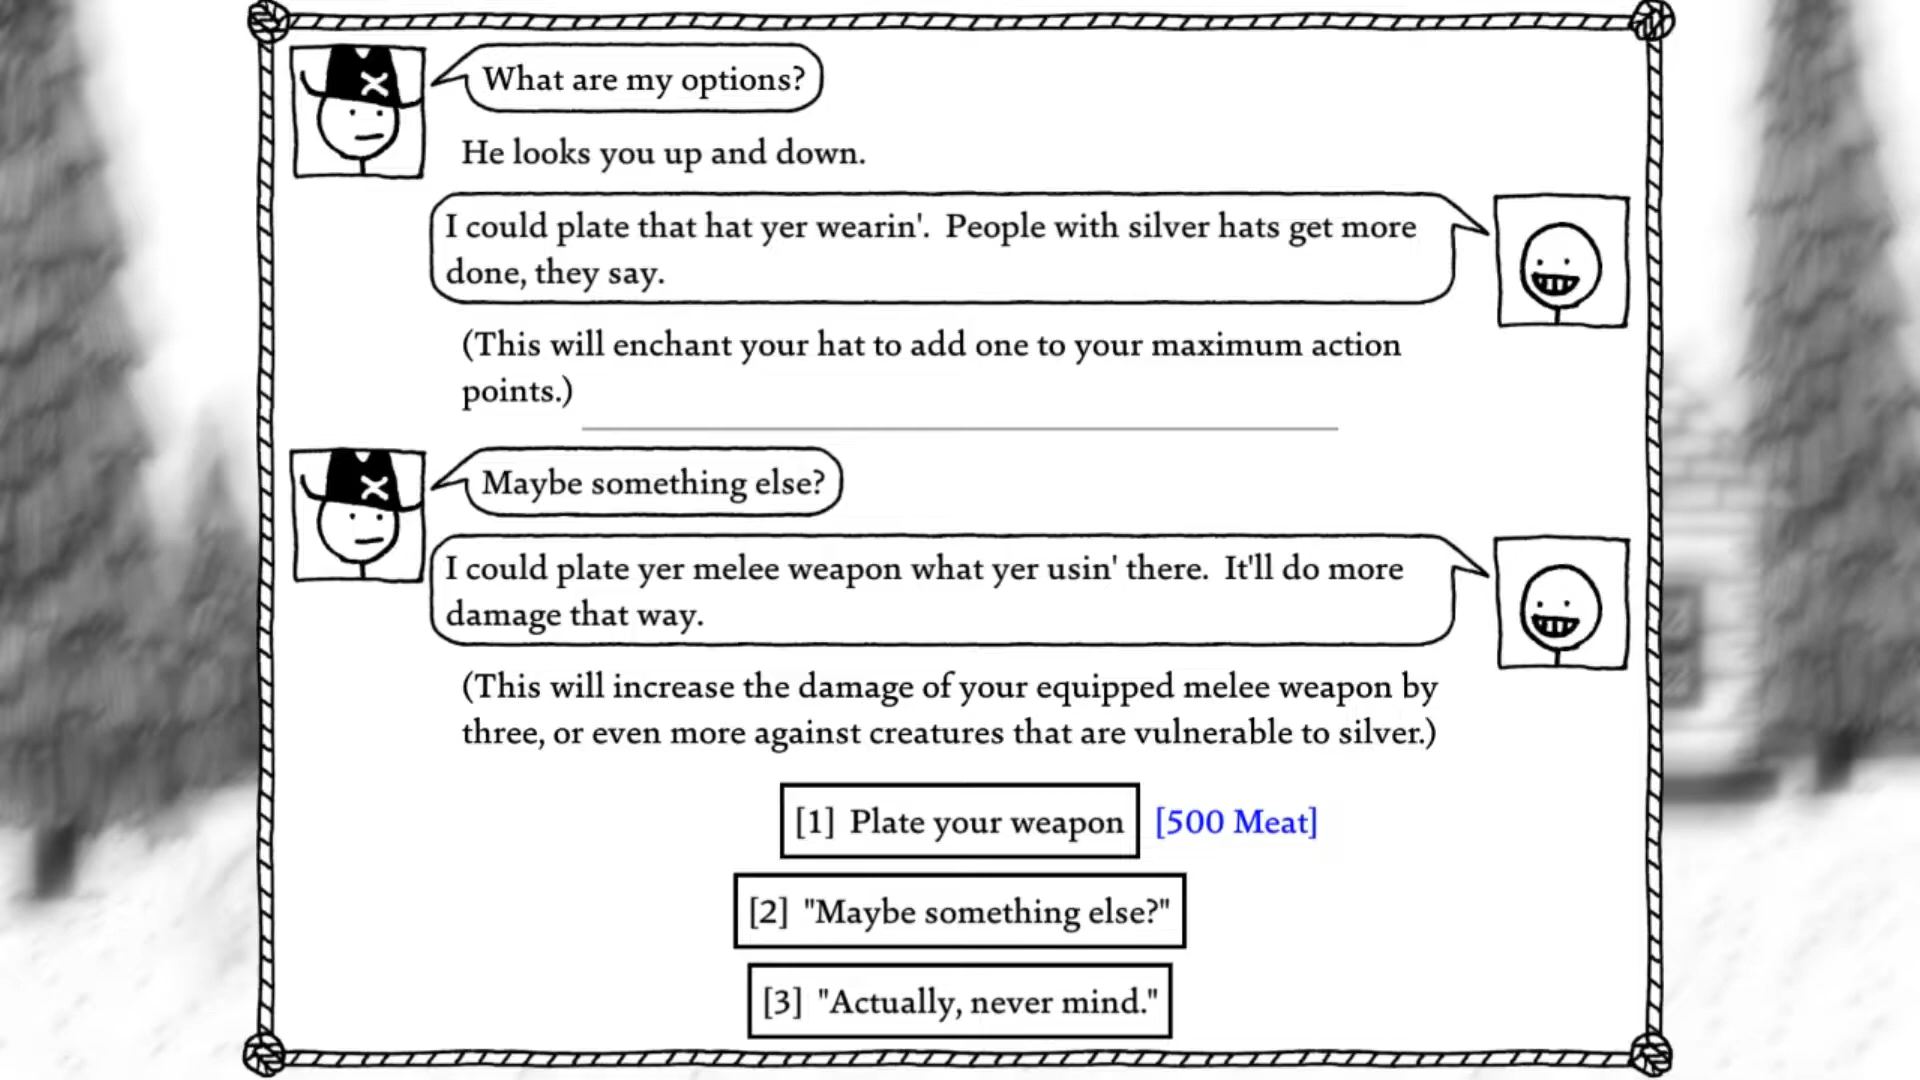 What are my options?
He looks you up and down.
I could plate that hat yer wearin'.  People with silver hats get more
done, they say.
(This will enchant your hat to add one to your maximum action
points.)
Maybe something else?
I could plate yer melee weapon what yer usin' there.  It'll do more
damage that way.
(This will increase the damage of your equipped melee weapon by
three, or even more against creatures that are vulnerable to silver.)
[1] Plate your weapon [500 Meat]
[2] "Maybe something else?"
[3] "Actually, never mind."